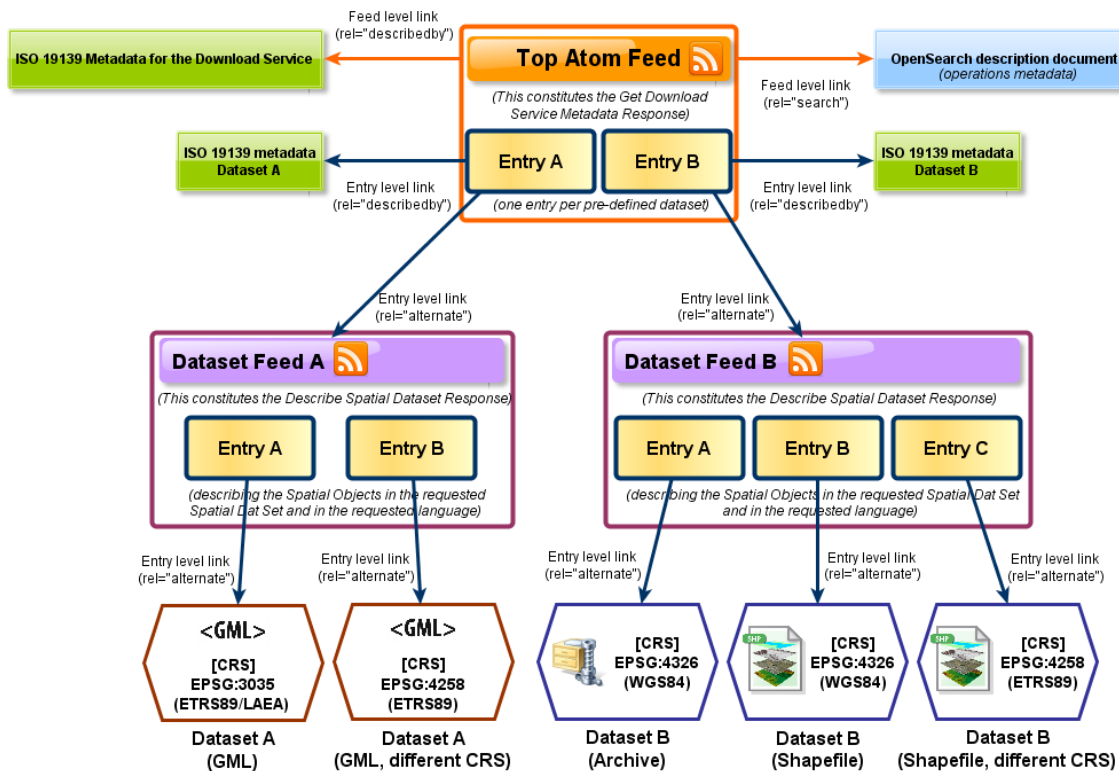 Feed level link
(rel="describedby")
ISO 19139 Metadata for the Download Service
Top Atom Feed
OpenSearch description document
(operations metadata)
Feed level link
(rel="search")
(This constitutes the Get Download
Service Metadata Response)
ISO 19139 metadata
Dataset A
Entry A
Entry B
ISO 19139 metadata
Dataset B
Entry level link
(rel="describedby")
(one entry per pre-defined dataset)
Entry level link
(rel="describedby")
Entry level link
(rel="alternate")
Entry level link
(rel="alternate")
Dataset Feed A
(This constitutes the Describe Spatial Dataset Response)
Entry A
Entry B
(describing the Spatial Objects in the requested
Spatial Dat Set and in the requested language)
Dataset Feed B
(This constitutes the Describe Spatial Dataset Response)
Entry A
Entry B
Entry C
(describing the Spatial Objects in the requested Spatial Dat Set
and in the requested language)
Entry level link
(rel="alternate")
Entry level link
(rel="alternate")
Entry level link
(rel="alternate")
Entry level link
(rel="alternate")
Entry level link
(rel="alternate")
<GML>
[CRS]
EPSG:3035
(ETRS89/LAEA)
Dataset A
(GML)
<GML>
[CRS]
EPSG:4258
(ETRS89)
Dataset A
(GML, different CRS)
[CRS]
EPSG:4326
(WGS84)
Dataset B
(Archive)
SHP
[CRS]
EPSG:4326
(WGS84)
Dataset B
(Shapefile)
SHP
[CRS]
EPSG:4258
(ETRS89)
Dataset B
(Shapefile, different CRS)